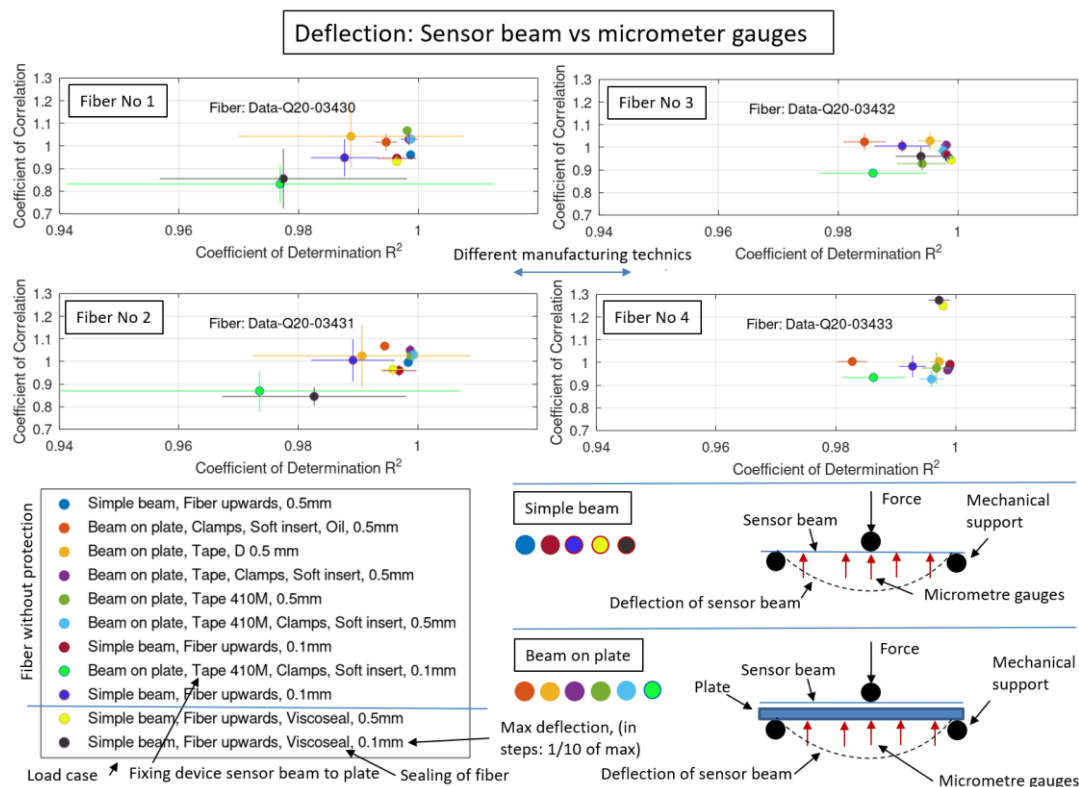 Deflection: Sensor beam vs micrometer gauges
Coefficient of Correlation
1.3
1.2
1.1
1
0.9
0.8
0.7
Fiber No 1
Fiber: Data-Q20-03430
0.94
0.96
0.98
1
Coefficient of Determination R²
Coefficient of Correlation
1.3
1.2
1.1
1
0.9
0.8
0.7
Fiber No 3
Fiber: Data-Q20-03432
0.94
0.96
0.98
1
Coefficient of Determination R²
Different manufacturing technics
Coefficient of Correlation
1.3
1.2
1.1
1
0.9
0.8
0.7
Fiber No 2
Fiber: Data-Q20-03431
0.94
0.96
0.98
1
Coefficient of Determination R²
Coefficient of Correlation
1.3
1.2
1.1
1
0.9
0.8
0.7
Fiber No 4
Fiber: Data-Q20-03433
0.94
0.96
0.98
1
Coefficient of Determination R²
Fiber without protection
Simple beam, Fiber upwards, 0.5mm
Beam on plate, Clamps, Soft insert, Oil, 0.5mm
Beam on plate, Tape, D 0.5 mm
Beam on plate, Tape, Clamps, Soft insert, 0.5mm
Beam on plate, Tape 410M, 0.5mm
Beam on plate, Tape 410M, Clamps, Soft insert, 0.5mm
Simple beam, Fiber upwards, 0.1mm
Beam on plate, Tape 410M, Clamps, Soft insert, 0.1mm
Simple beam, Fiber upwards, 0.1mm
Simple beam, Fiber upwards, Viscoseal, 0.5mm
Simple beam, Fiber upwards, Viscoseal, 0.1mm
Load case
Fixing device sensor beam to plate
Sealing of fiber
Max deflection, (in
steps: 1/10 of max)
Simple beam
Force
Mechanical
support
Sensor beam
Deflection of sensor beam
Micrometre gauges
Beam on plate
Force
Mechanical
support
Sensor beam
Plate
Deflection of sensor beam
Micrometre gauges